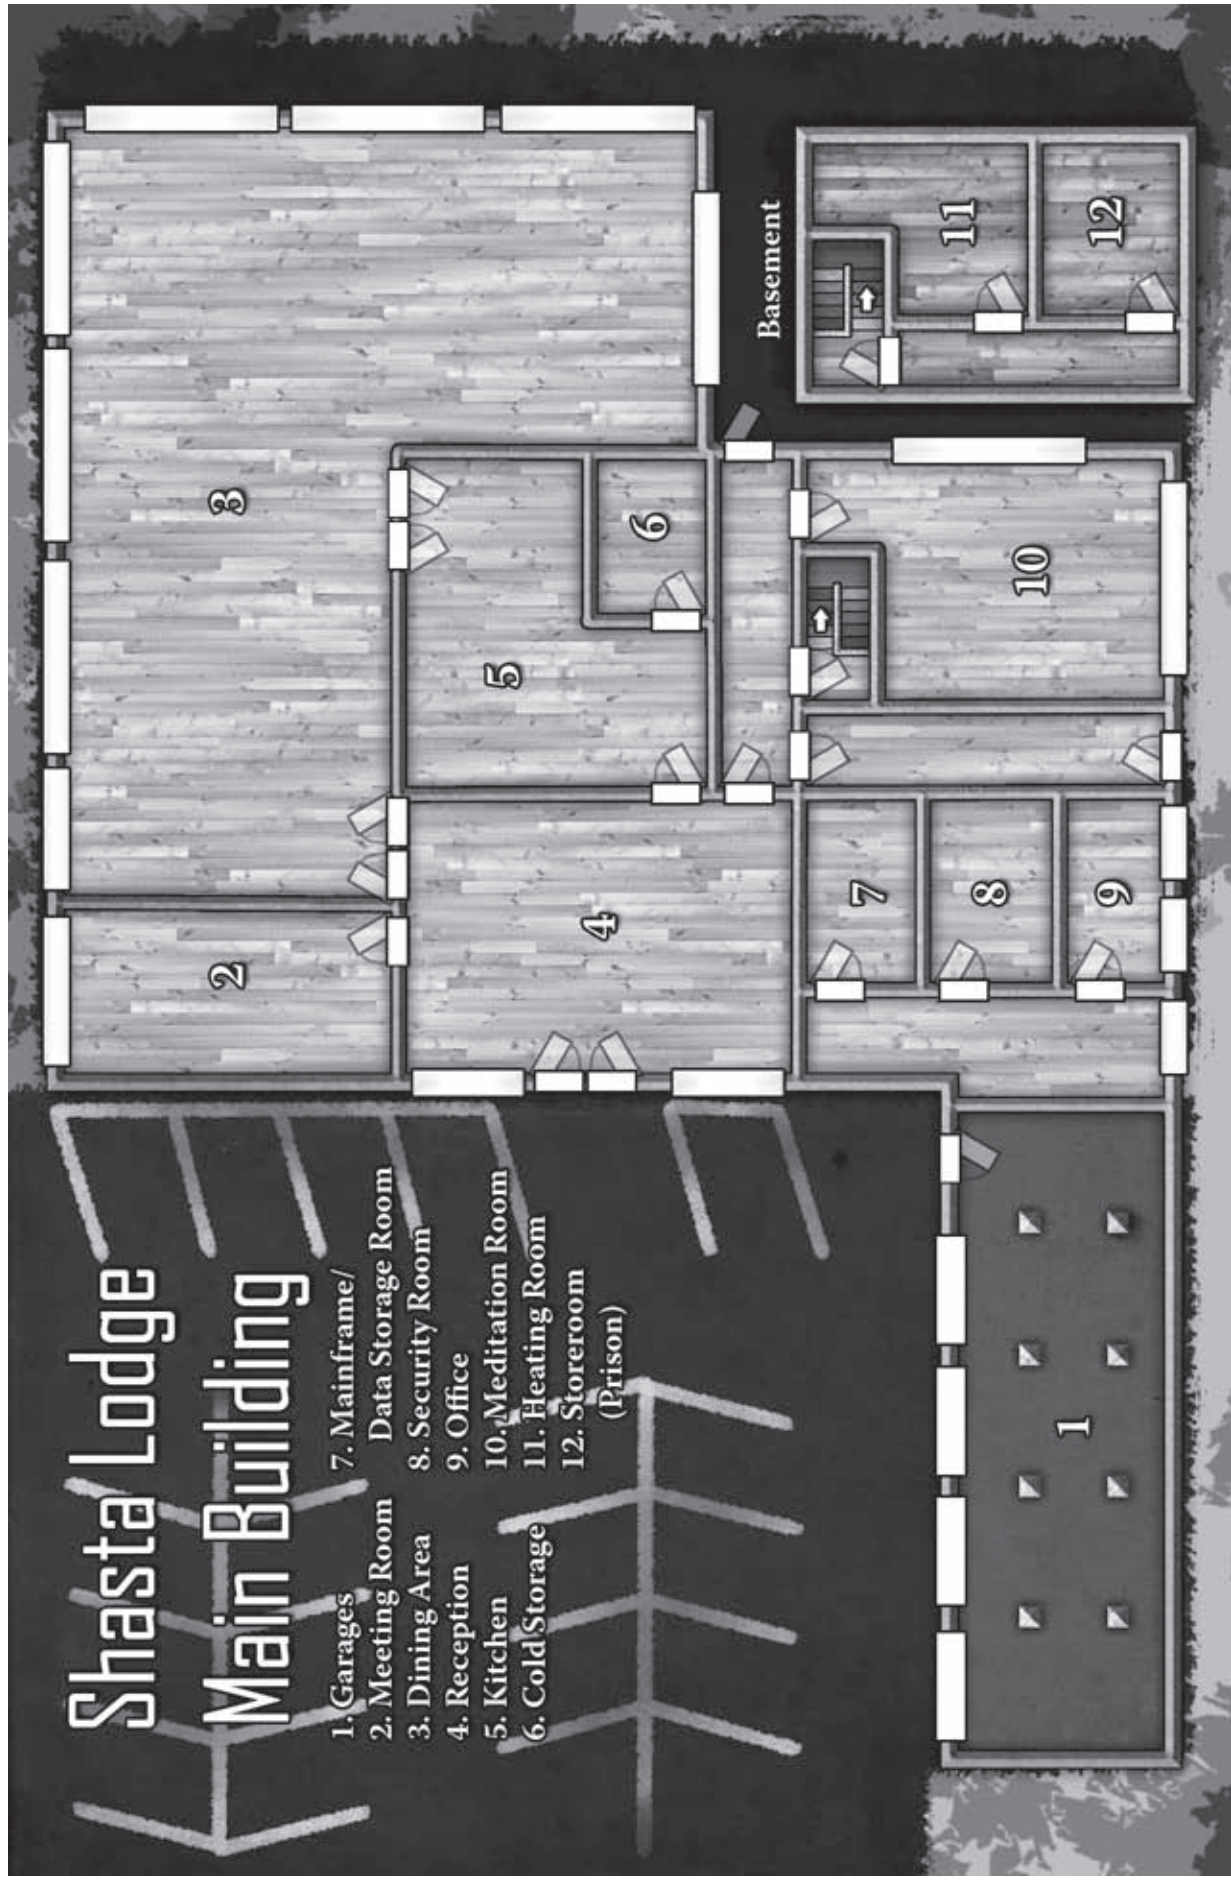 Shasta Lodge
Main Building
1. Garages
2. Meeting Room
3. Dining Area
4. Reception
5. Kitchen
6. Cold Storage
7. Mainframe/
Data Storage Room
8. Security Room
9. Office
10. Meditation Room
11. Heating Room
12. Storeroom
(Prison)
2
3
4
5
6
7
8
9
10
1
Basement
11
12